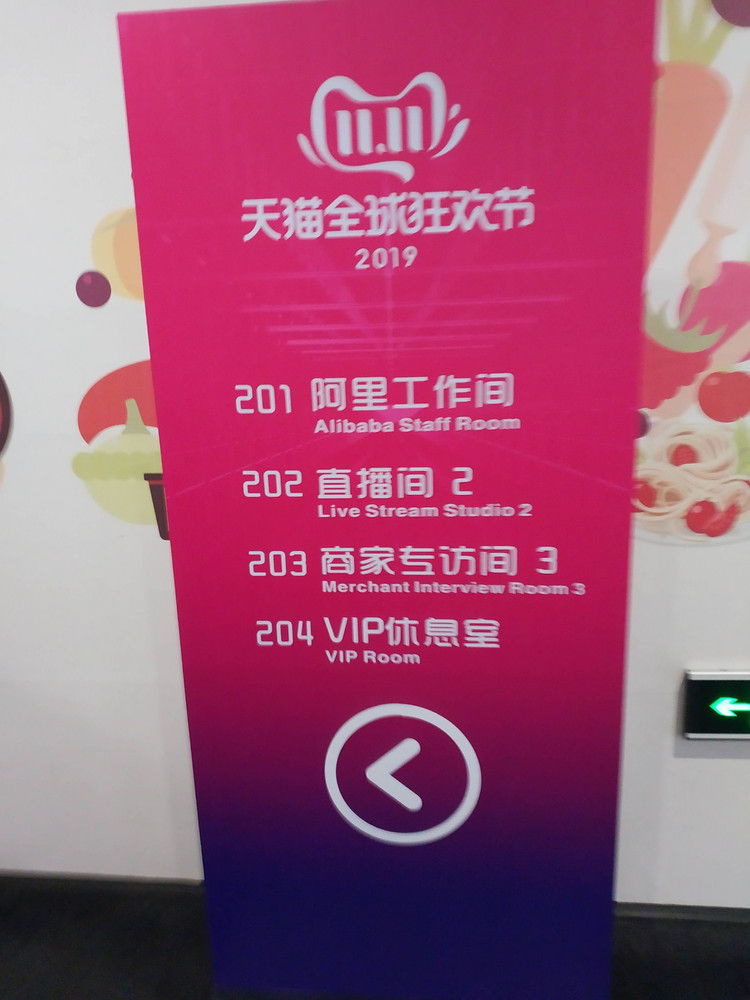 11.11
天猫全球狂欢节
2019
201 阿里工作间
Alibaba Staff Room
202 直播间 2
Live Stream Studio 2
203 商家专访间 3
Merchant Interview Room 3
204 VIP休息室
VIP Room